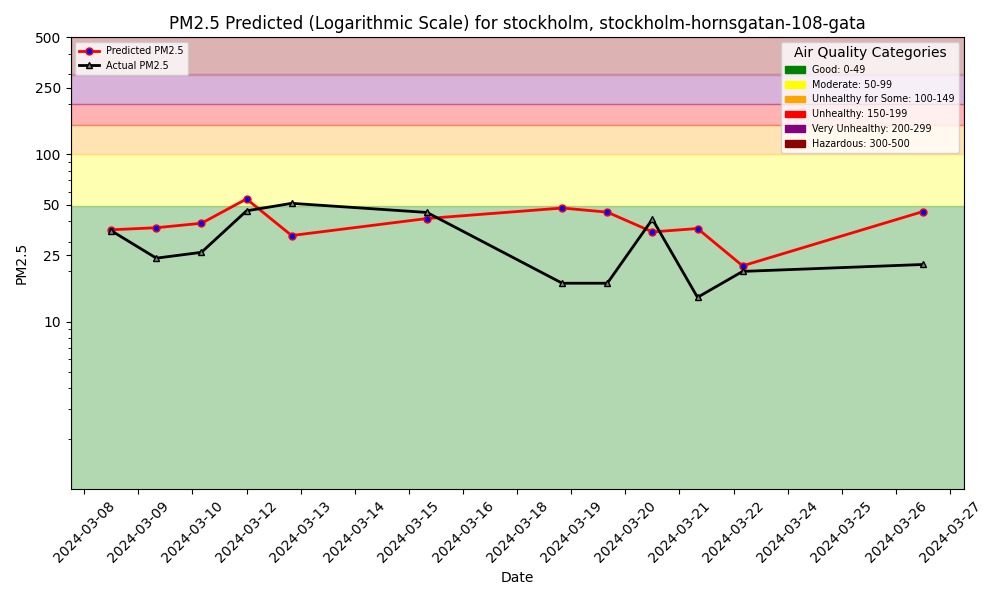 PM2.5 Predicted (Logarithmic Scale) for stockholm, stockholm-hornsgatan-108-gata
Predicted PM2.5
Actual PM2.5
Air Quality Categories
Good: 0-49
Moderate: 50-99
Unhealthy for Some: 100-149
Unhealthy: 150-199
Very Unhealthy: 200-299
Hazardous: 300-500
500
250
100
50
25
10
PM2.5
2024-03-08
2024-03-09
2024-03-10
2024-03-12
2024-03-13
2024-03-14
2024-03-15
2024-03-16
2024-03-18
2024-03-19
2024-03-20
2024-03-21
2024-03-22
2024-03-24
2024-03-25
2024-03-26
2024-03-27
Date